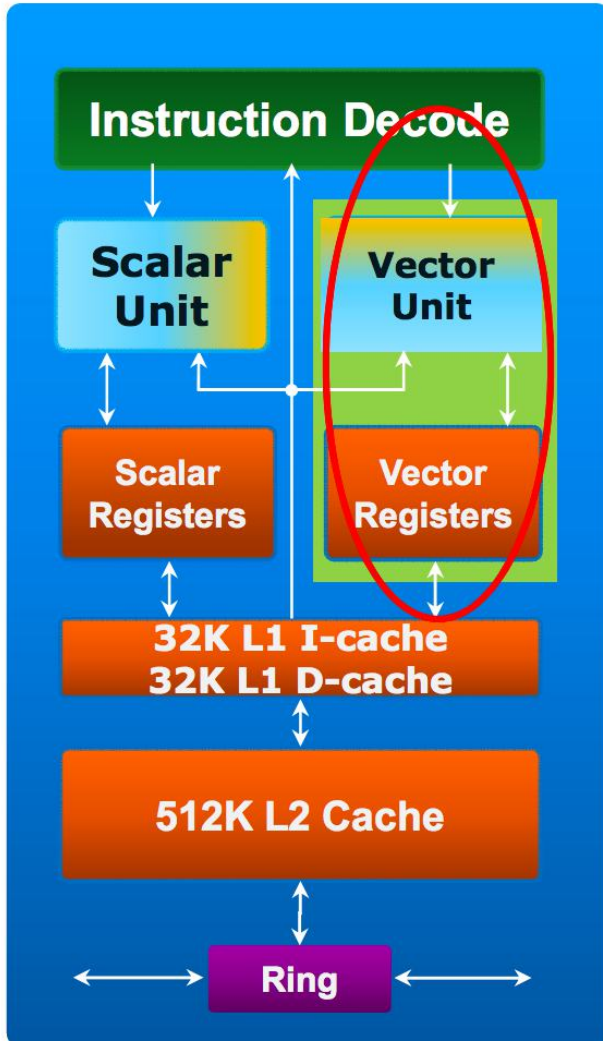 Instruction Decode
Scalar
Unit
Vector
Unit
Scalar
Registers
Vector
Registers
32K L1 I-cache
32K L1 D-cache
512K L2 Cache
Ring